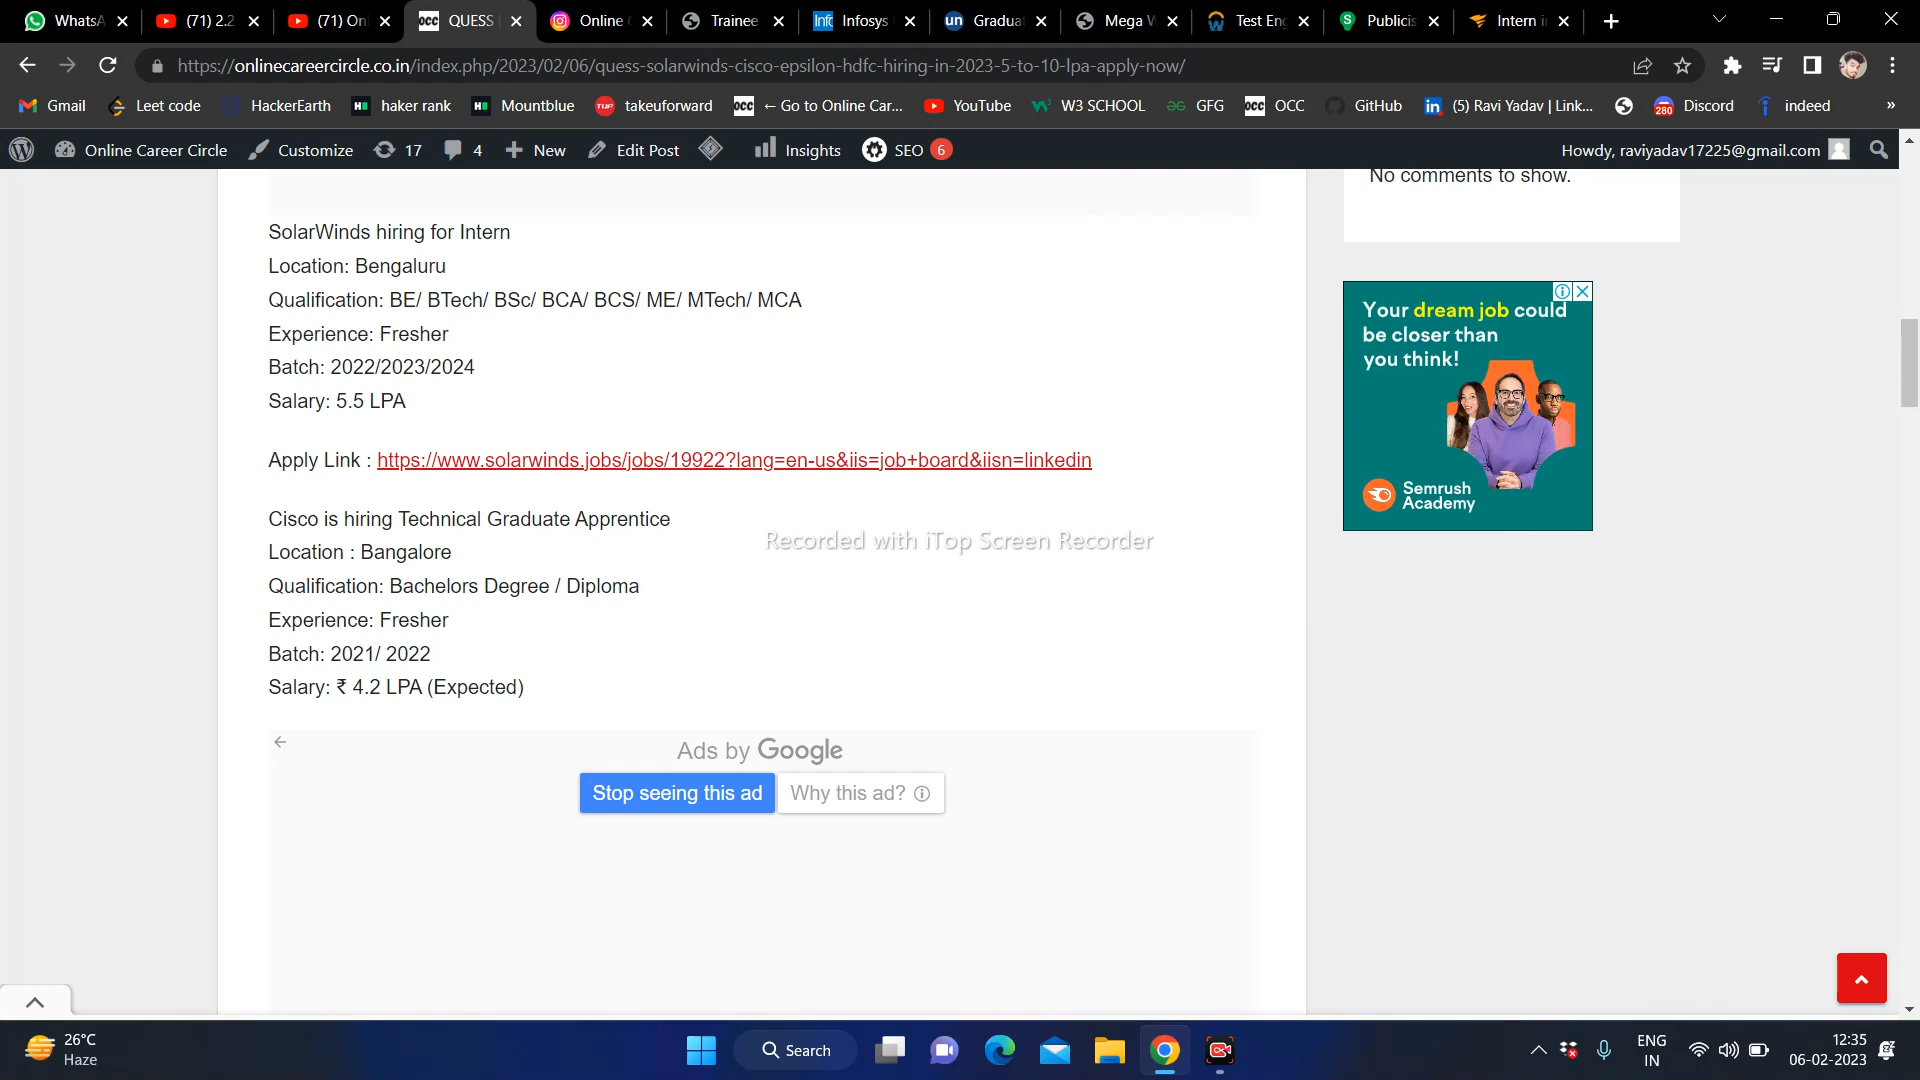 WhatsA
(71) 2.2
(71) Onl
occ QUESS |
Online C
Trainee
Info Infosys
un Graduat
Mega W
Test Eng
Publicis
Intern i
https://onlinecareercircle.co.in/index.php/2023/02/06/quess-solarwinds-cisco-epsilon-hdfc-hiring-in-2023-5-to-10-lpa-apply-now/
Gmail
Leet code
HackerEarth
haker rank
Mountblue
TUF takeuforward
occ ← Go to Online Car...
YouTube
W3 SCHOOL
GFG
occ OCC
GitHub
in (5) Ravi Yadav | Link...
280 Discord
indeed
»
Online Career Circle
Customize
17
4
New
Edit Post
Insights
SEO 6
Howdy, raviyadav17225@gmail.com
No comments to show.
SolarWinds hiring for Intern
Location: Bengaluru
Qualification: BE/ BTech/ BSc/ BCA/ BCS/ ME/ MTech/ MCA
Experience: Fresher
Batch: 2022/2023/2024
Salary: 5.5 LPA
Apply Link : https://www.solarwinds.jobs/jobs/19922?lang=en-us&iis=job+board&iisn=linkedin
Cisco is hiring Technical Graduate Apprentice
Location : Bangalore
Qualification: Bachelors Degree / Diploma
Experience: Fresher
Batch: 2021/ 2022
Salary: ₹ 4.2 LPA (Expected)
Recorded with iTop Screen Recorder
Your dream job could
be closer than
you think!
Semrush
Academy
Ads by Google
Stop seeing this ad
Why this ad?
26°C
Haze
Search
ENG
IN
12:35
06-02-2023